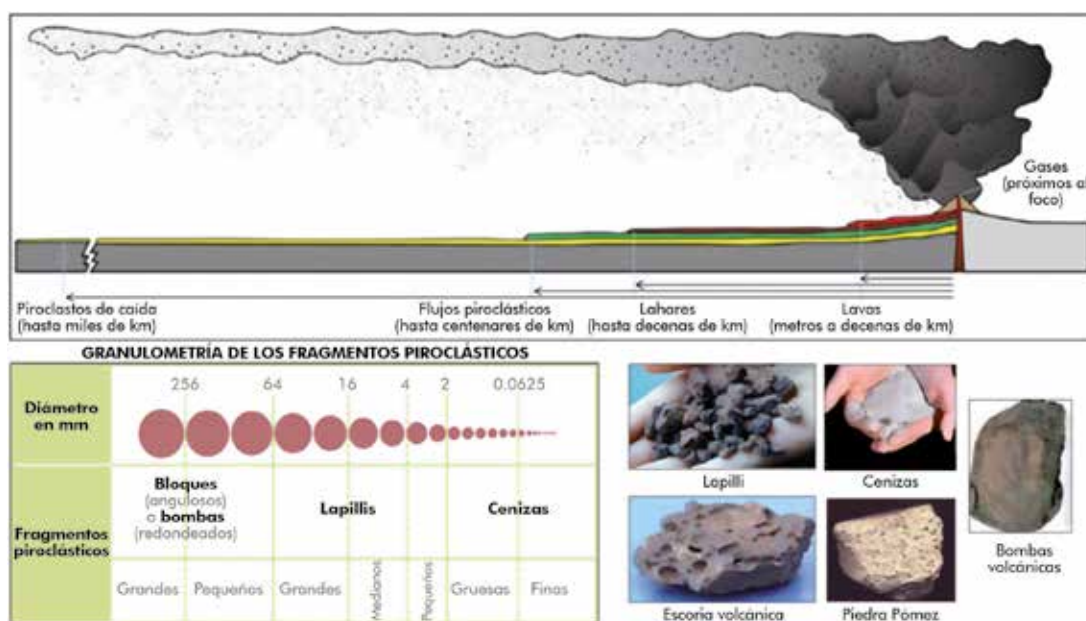 Gases
(próximos al
foco)
Piroclastos de caída
(hasta miles de km)
Flujos piroclásticos
(hasta centenares de km)
Lahares
(hasta decenas de km)
Lavas
(metros a decenas de km)
GRANULOMETRÍA DE LOS FRAGMENTOS PIROCLÁSTICOS
Diámetro
en mm
256 64 16 4 2 0.0625
Fragmentos
piroclásticos
Bloques
(angulosos)
o bombas
(redondeados)
Lapillis
Cenizas
Grandes Pequeños Grandes Medianos Pequeños Gruesas Finas
Lapilli
Cenizas
Escoria volcánica
Piedra Pómez
Bombas
volcánicas